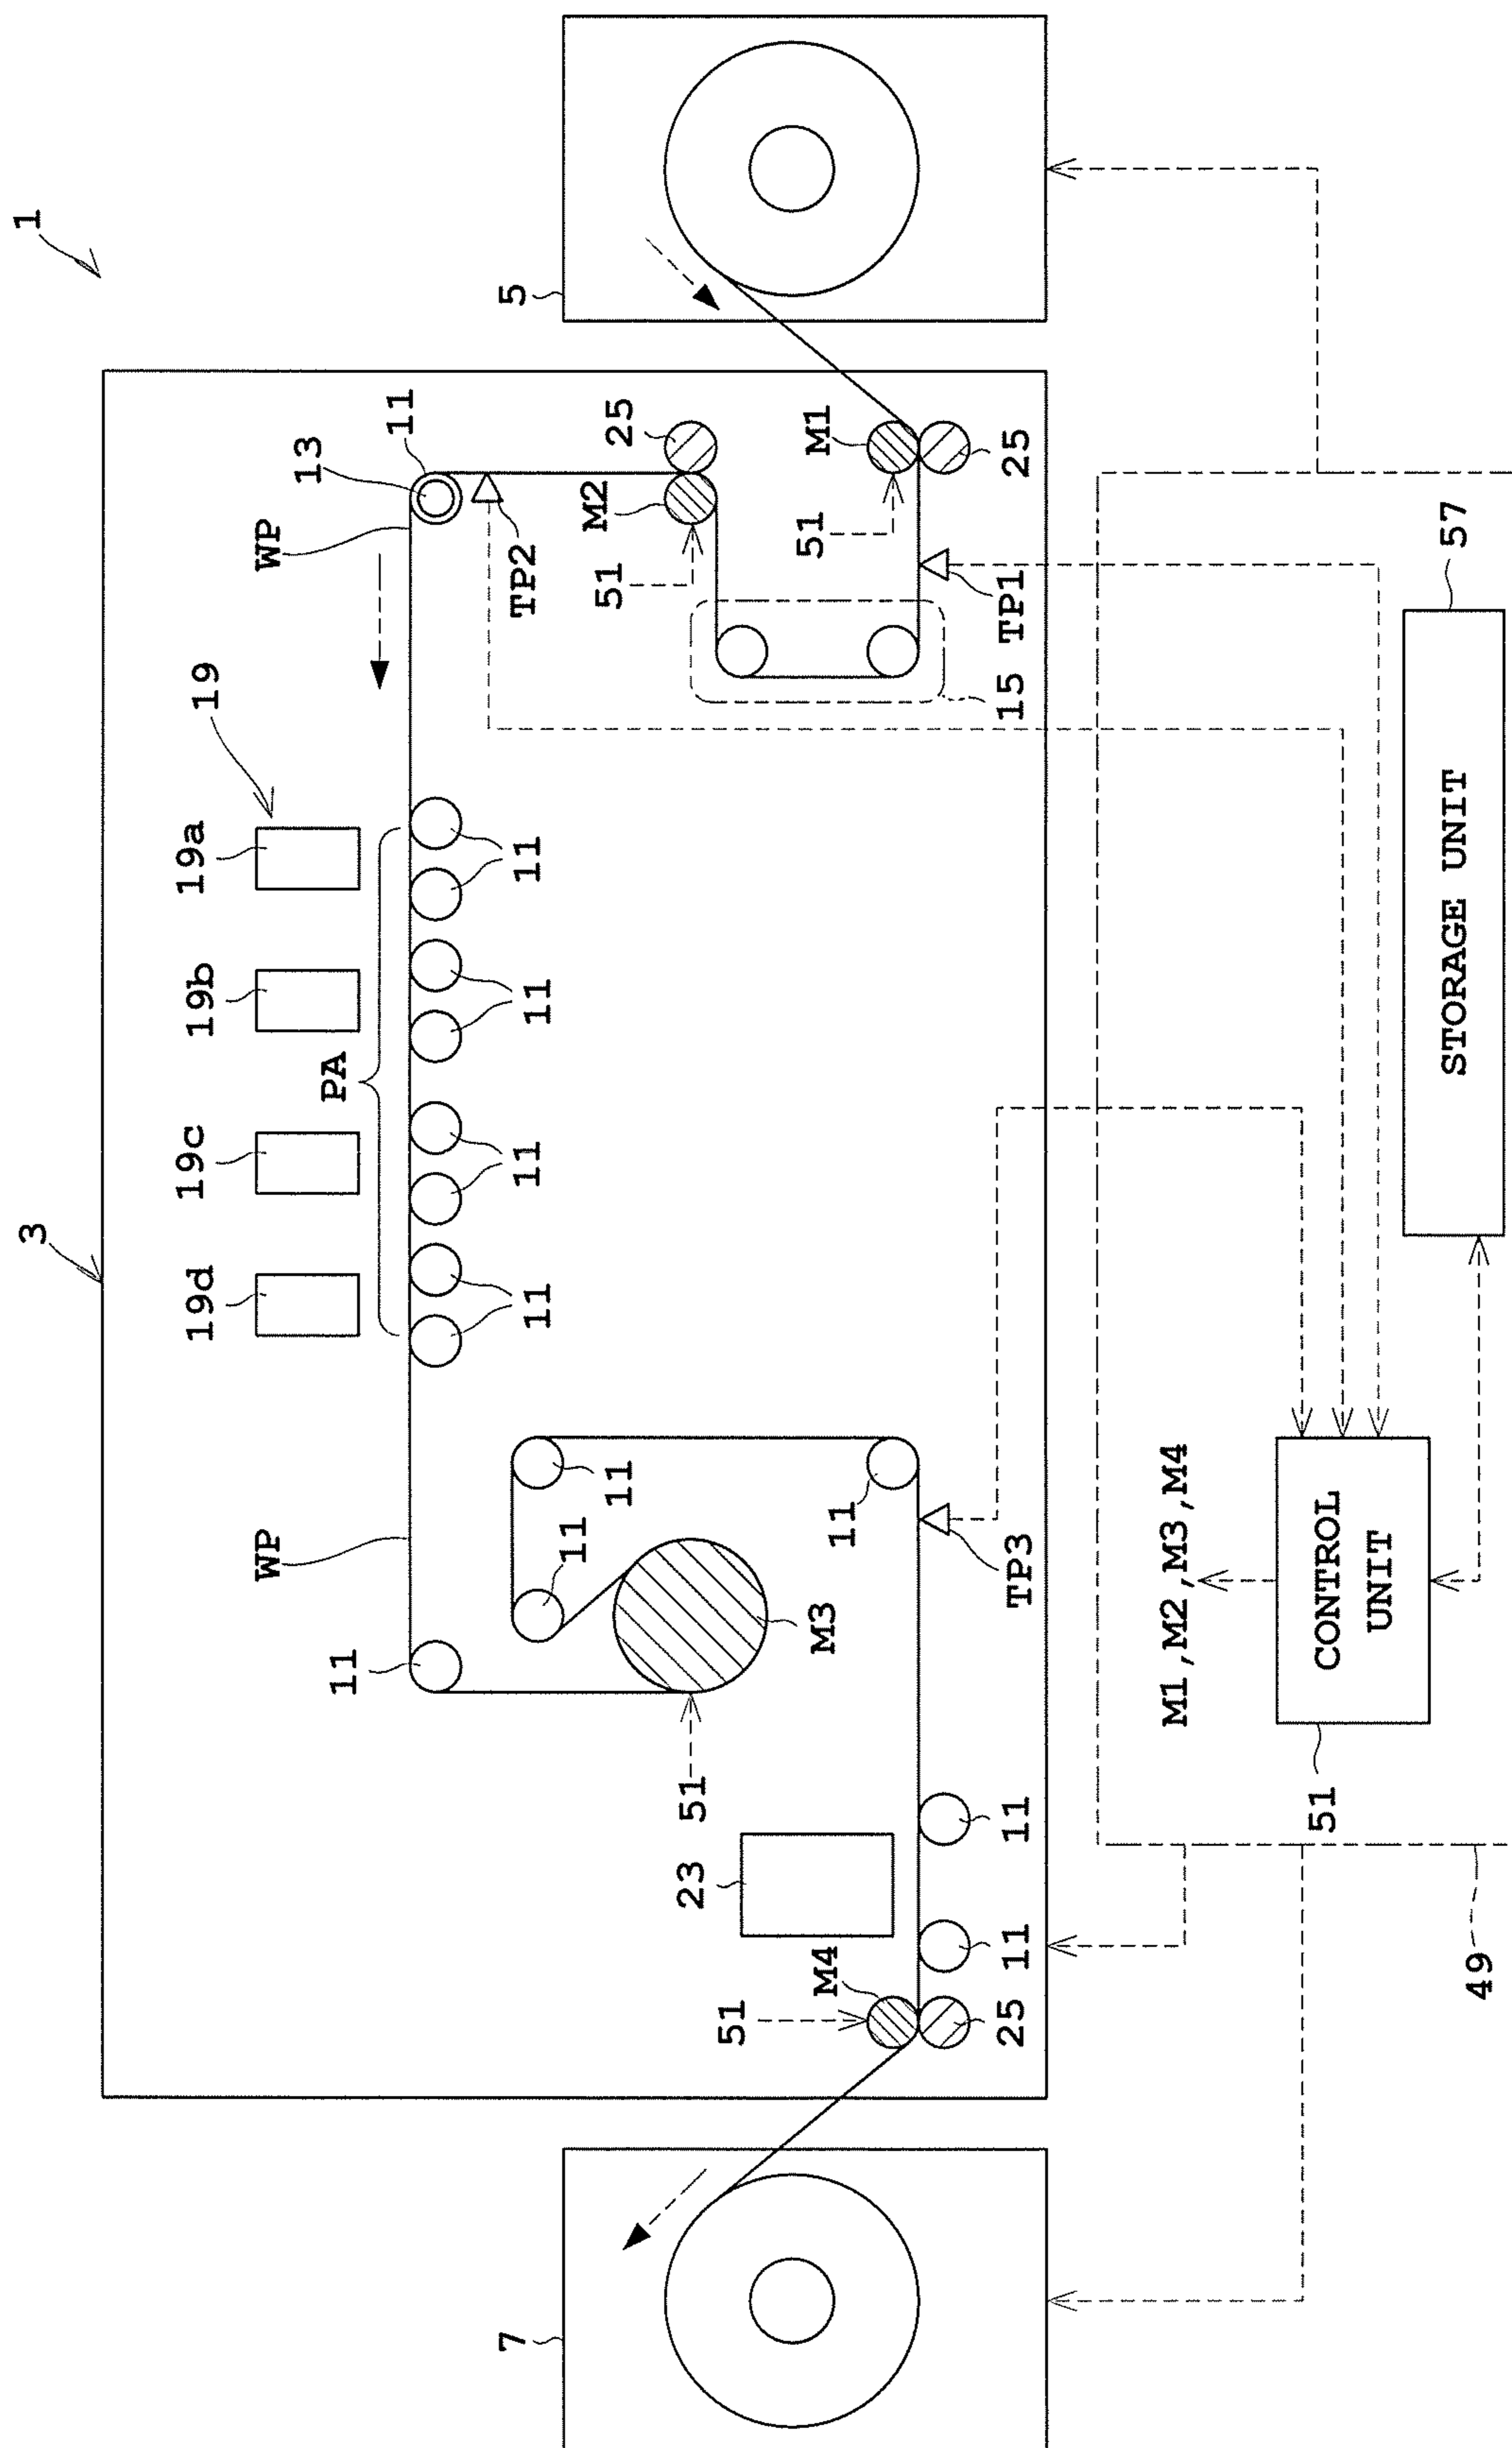 1
3
19
19d
19c
19b
19a
WP
WP
PA
13
11
11
7
5
11
11
11
11
TP2
11
11
M2
51
25
51
23
51
M4
M3
11
51
M1
25
11
11
TP3
15
TP1
25
M1,M2,M3,M4
51
CONTROL
UNIT
STORAGE UNIT
57
49